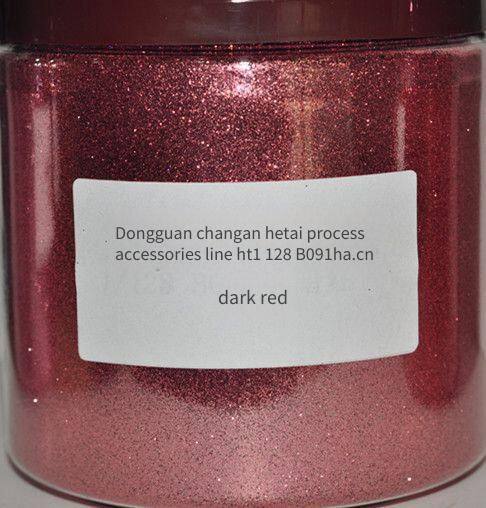 Dongguan changan hetai process
accessories line ht1 128 B091ha.cn
dark red